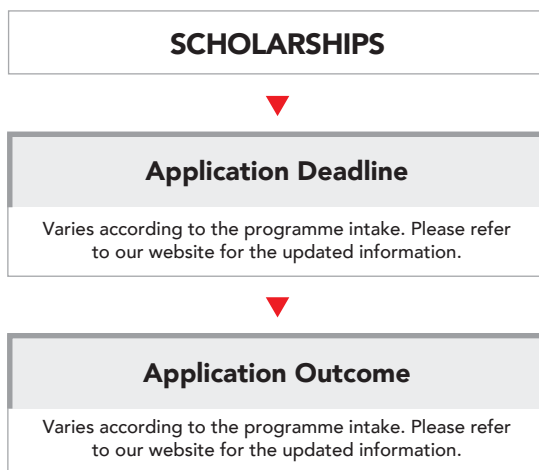 SCHOLARSHIPS
Application Deadline
Varies according to the programme intake. Please refer
to our website for the updated information.
Application Outcome
Varies according to the programme intake. Please refer
to our website for the updated information.